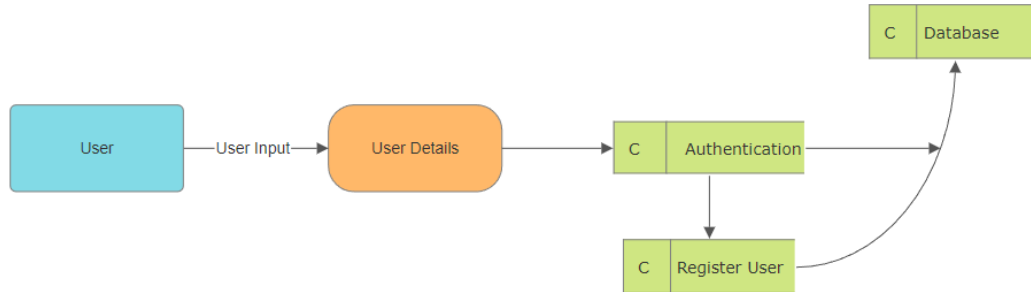 C Database
User
User Input
User Details
C Authentication
C Register User